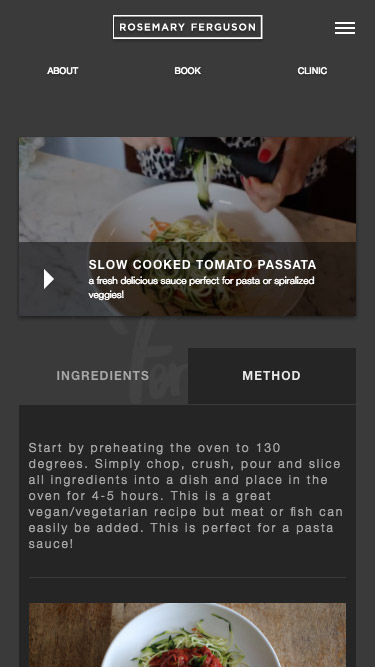 ROSEMARY FERGUSON
ABOUT BOOK CLINIC
SLOW COOKED TOMATO PASSATA
a fresh delicious sauce perfect for pasta or spiralized
veggies!
INGREDIENTS METHOD
Start by preheating the oven to 130
degrees. Simply chop, crush, pour and slice
all ingredients into a dish and place in the
oven for 4-5 hours. This is a great
vegan/vegetarian recipe but meat or fish can
easily be added. This is perfect for a pasta
sauce!